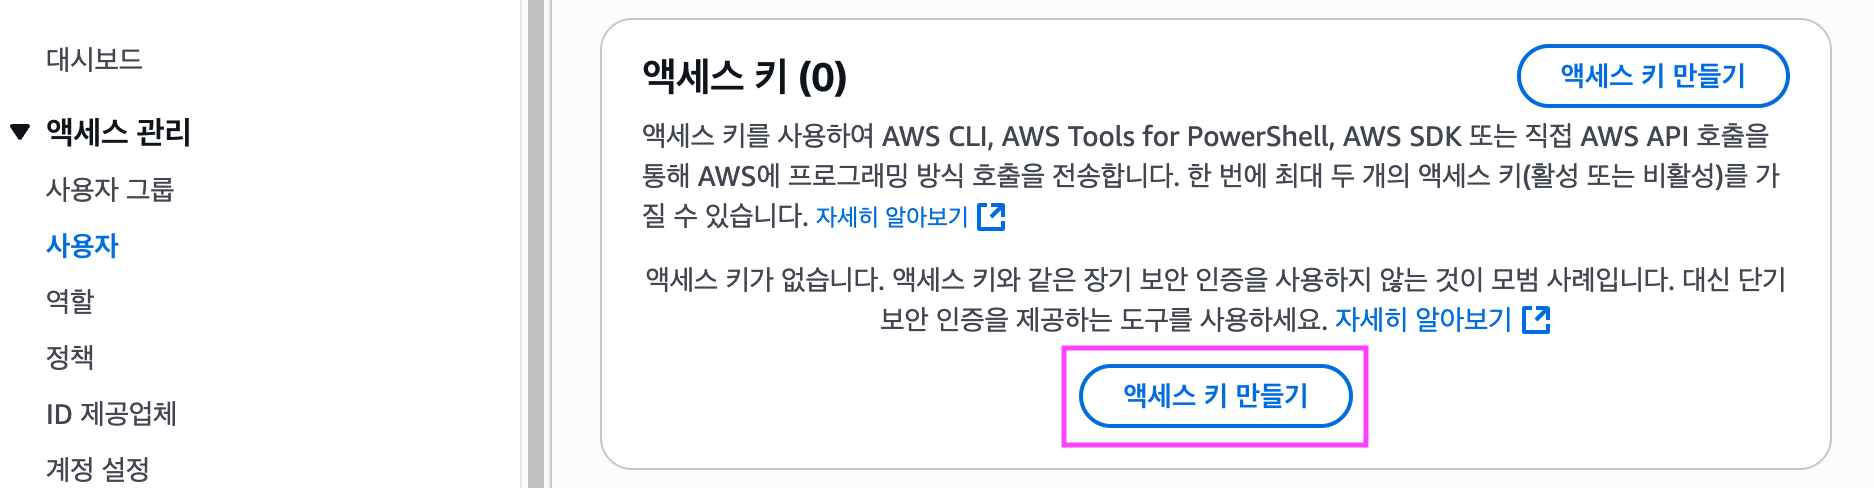 대시보드
액세스 관리
사용자 그룹
사용자
역할
정책
ID 제공업체
계정 설정
액세스 키 (0)
액세스 키 만들기
액세스 키를 사용하여 AWS CLI, AWS Tools for PowerShell, AWS SDK 또는 직접 AWS API 호출을
통해 AWS에 프로그래밍 방식 호출을 전송합니다. 한 번에 최대 두 개의 액세스 키(활성 또는 비활성)를 가
질 수 있습니다. 자세히 알아보기
액세스 키가 없습니다. 액세스 키와 같은 장기 보안 인증을 사용하지 않는 것이 모범 사례입니다. 대신 단기
보안 인증을 제공하는 도구를 사용하세요. 자세히 알아보기
액세스 키 만들기